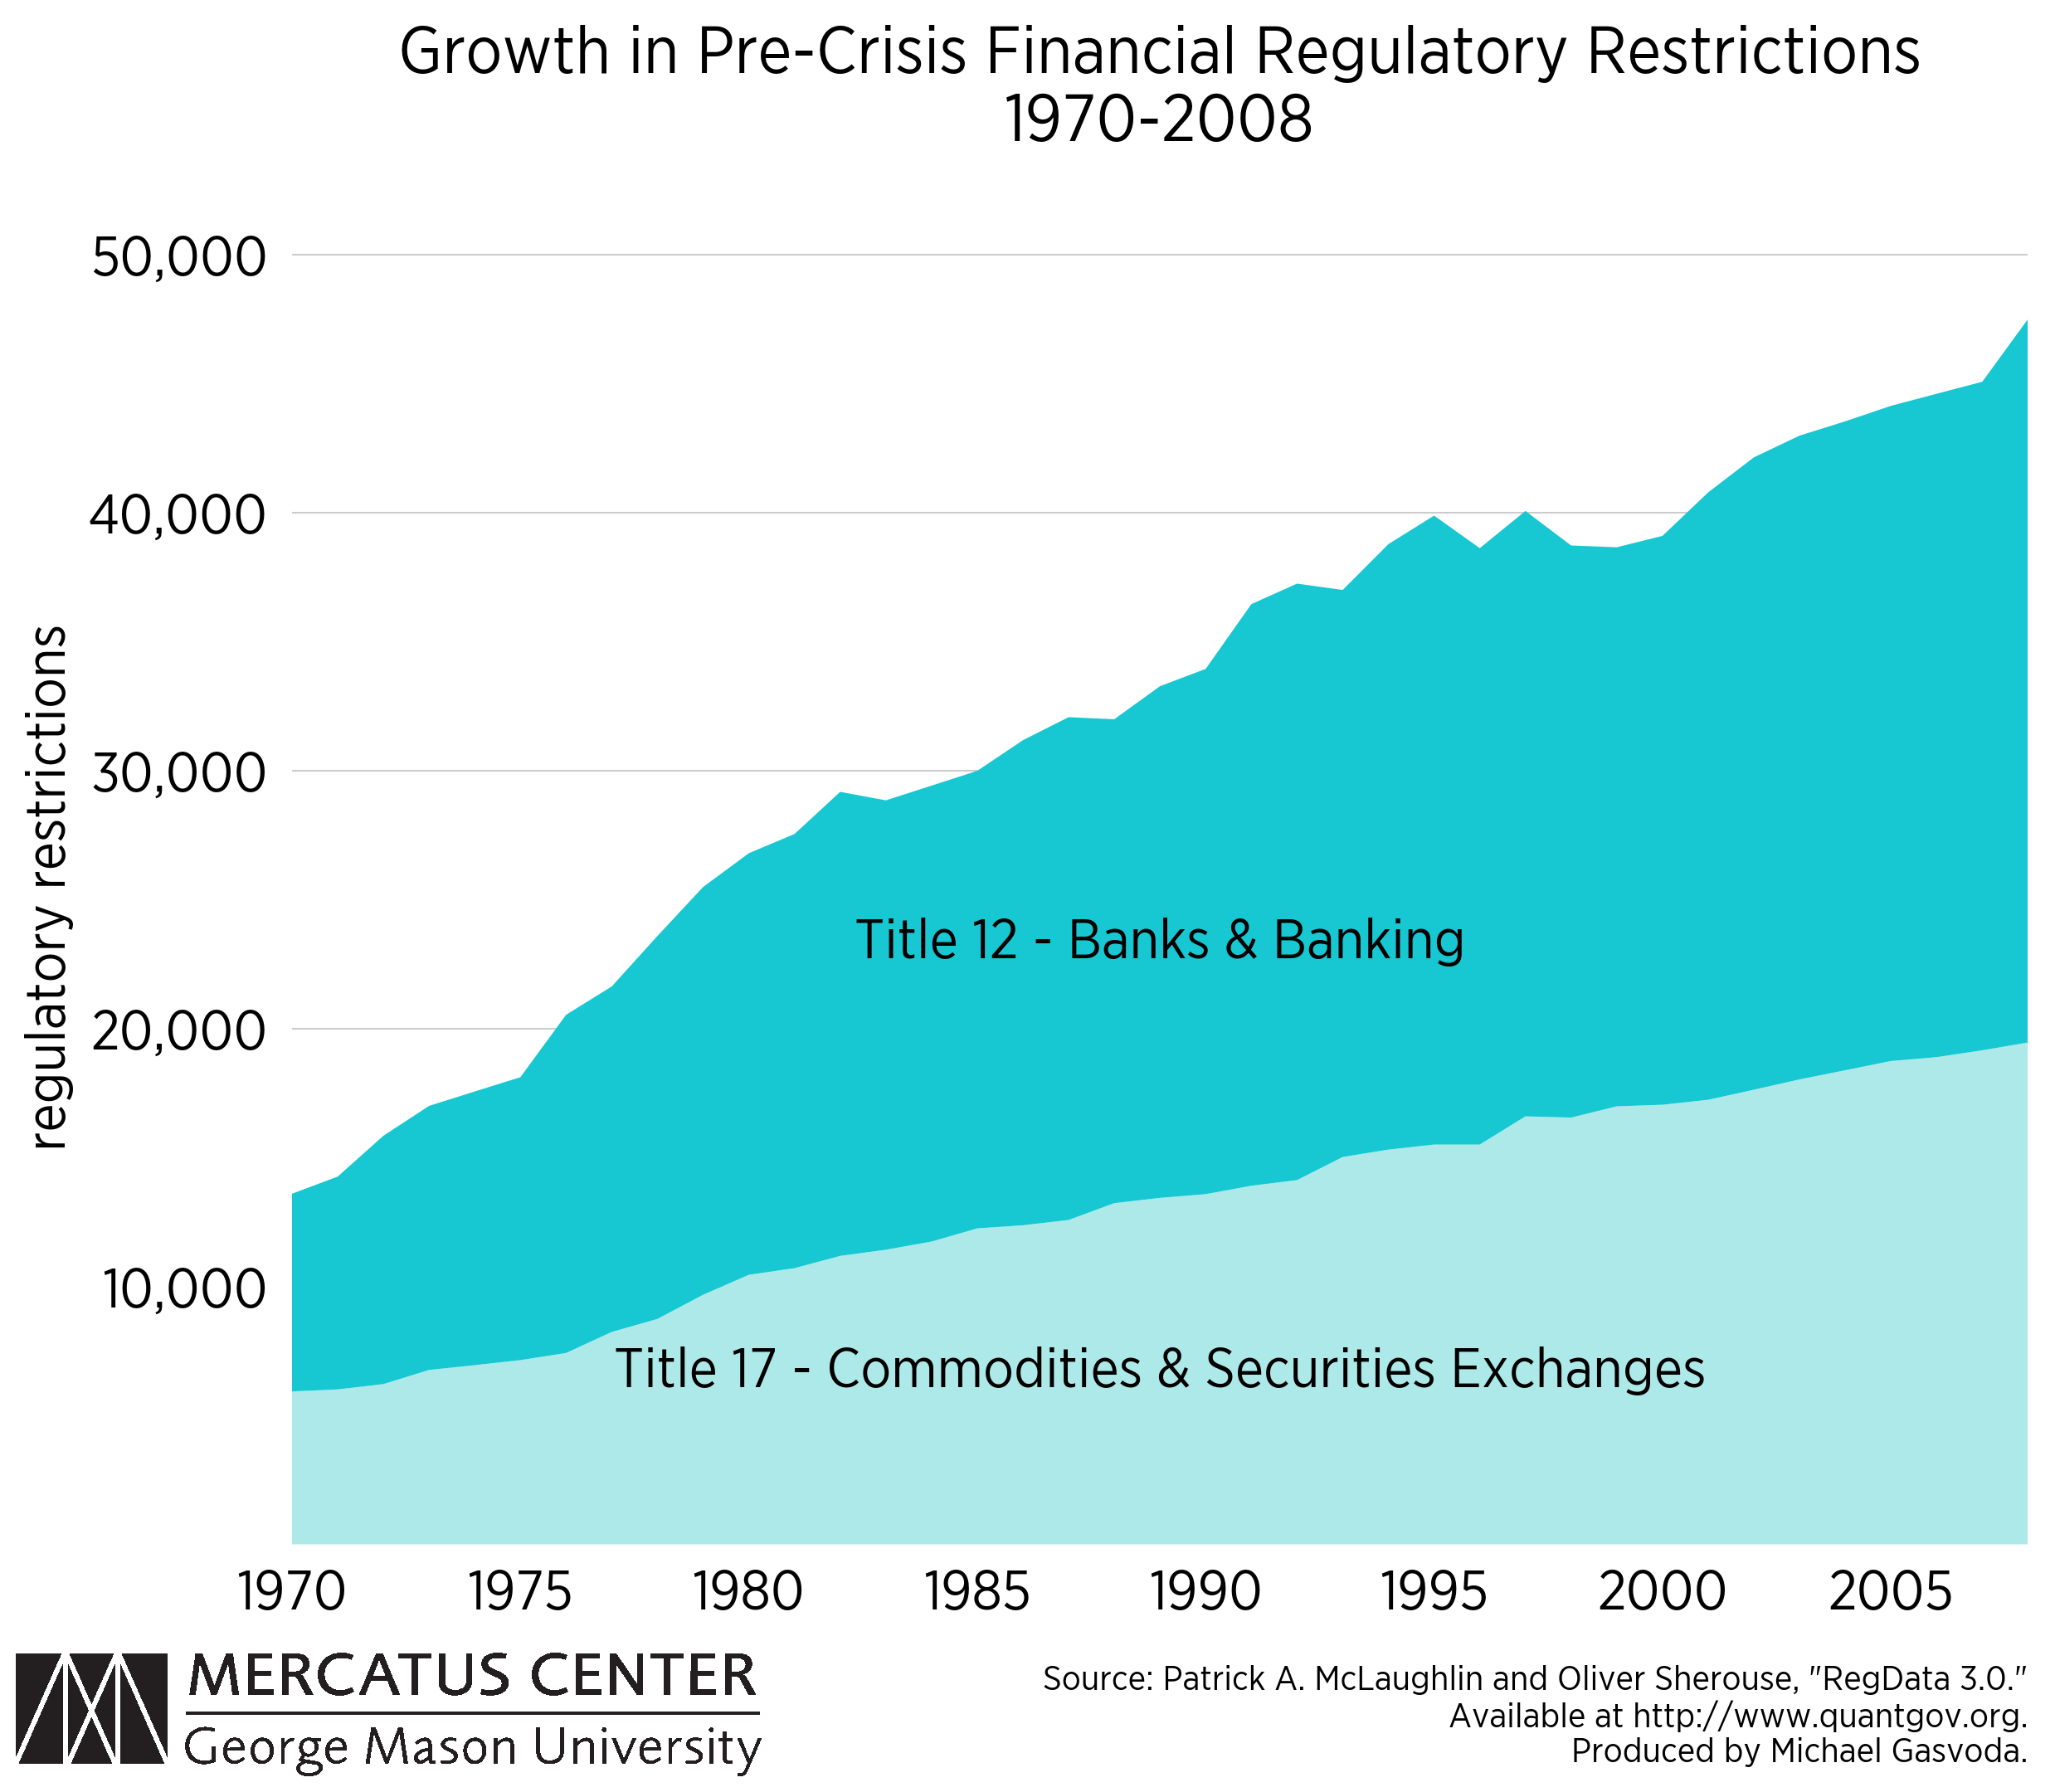 Growth in Pre-Crisis Financial Regulatory Restrictions
1970-2008
50,000
40,000
30,000
20,000
10,000
regulatory restrictions
Title 12 - Banks & Banking
Title 17 - Commodities & Securities Exchanges
1970 1975 1980 1985 1990 1995 2000 2005
MERCATUS CENTER
George Mason University
Source: Patrick A. McLaughlin and Oliver Sherouse, "RegData 3.0."
Available at http://www.quantgov.org.
Produced by Michael Gasvoda.